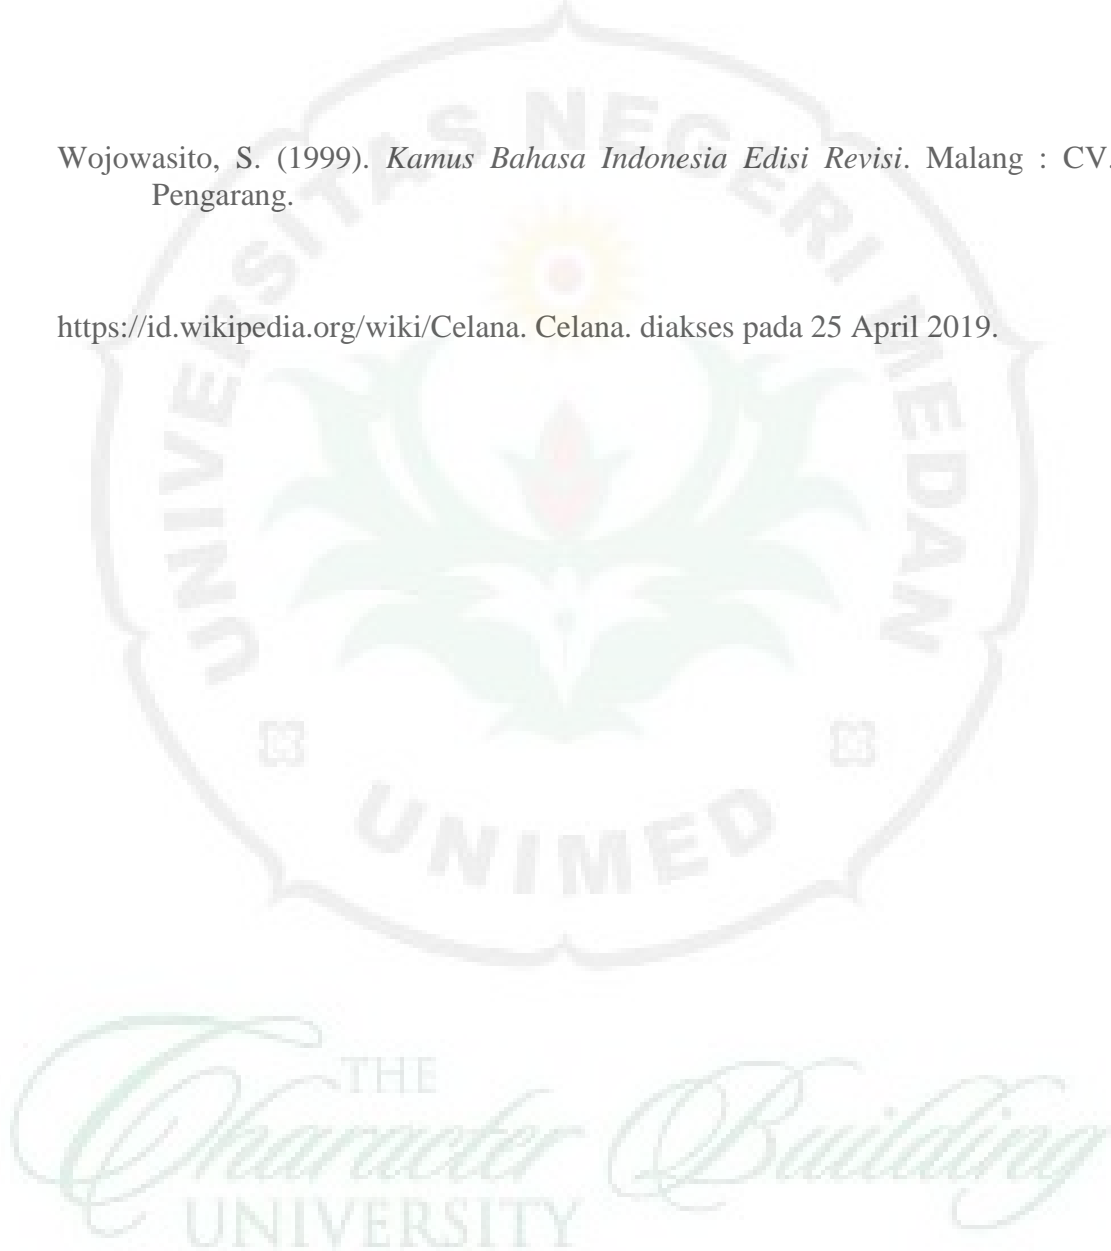 Wojowasito, S. (1999). Kamus Bahasa Indonesia Edisi Revisi. Malang : CV.
Pengarang.
https://id.wikipedia.org/wiki/Celana. Celana. diakses pada 25 April 2019.
UNIVERSITAS NEGERI MEDAN
UNIMED
THE
Character Building
UNIVERSITY